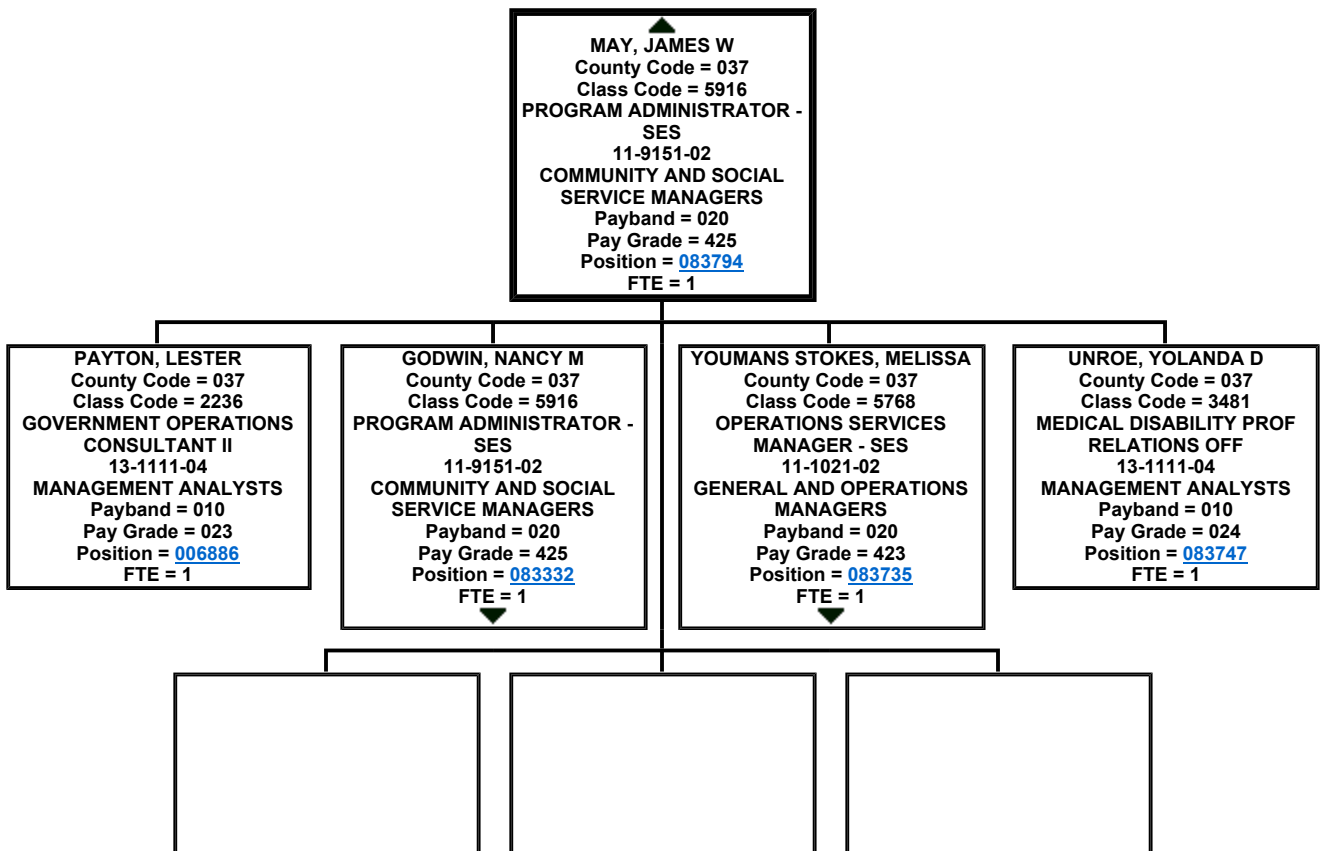 MAY, JAMES W
County Code = 037
Class Code = 5916
PROGRAM ADMINISTRATOR -
SES
11-9151-02
COMMUNITY AND SOCIAL
SERVICE MANAGERS
Payband = 020
Pay Grade = 425
Position = 083794
FTE = 1
PAYTON, LESTER
County Code = 037
Class Code = 2236
GOVERNMENT OPERATIONS
CONSULTANT II
13-1111-04
MANAGEMENT ANALYSTS
Payband = 010
Pay Grade = 023
Position = 006886
FTE = 1
GODWIN, NANCY M
County Code = 037
Class Code = 5916
PROGRAM ADMINISTRATOR -
SES
11-9151-02
COMMUNITY AND SOCIAL
SERVICE MANAGERS
Payband = 020
Pay Grade = 425
Position = 083332
FTE = 1
YOUMANS STOKES, MELISSA
County Code = 037
Class Code = 5768
OPERATIONS SERVICES
MANAGER - SES
11-1021-02
GENERAL AND OPERATIONS
MANAGERS
Payband = 020
Pay Grade = 423
Position = 083735
FTE = 1
UNROE, YOLANDA D
County Code = 037
Class Code = 3481
MEDICAL DISABILITY PROF
RELATIONS OFF
13-1111-04
MANAGEMENT ANALYSTS
Payband = 010
Pay Grade = 024
Position = 083747
FTE = 1